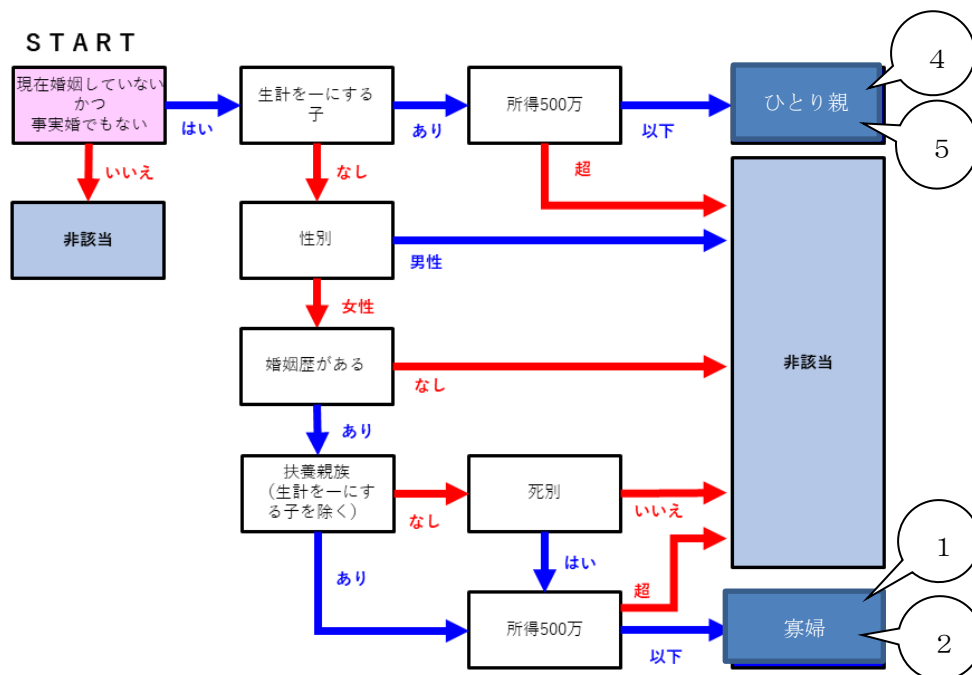 START
現在婚姻していない
かつ
事実婚でもない
はい
生計を一にする
子
あり
所得500万
以下
ひとり親
4
5
いいえ
なし
超
非該当
性別
男性
女性
婚姻歴がある
なし
非該当
あり
扶養親族
（生計を一にす
る子を除く）
なし
死別
いいえ
あり
はい
超
所得500万
以下
寡婦
1
2